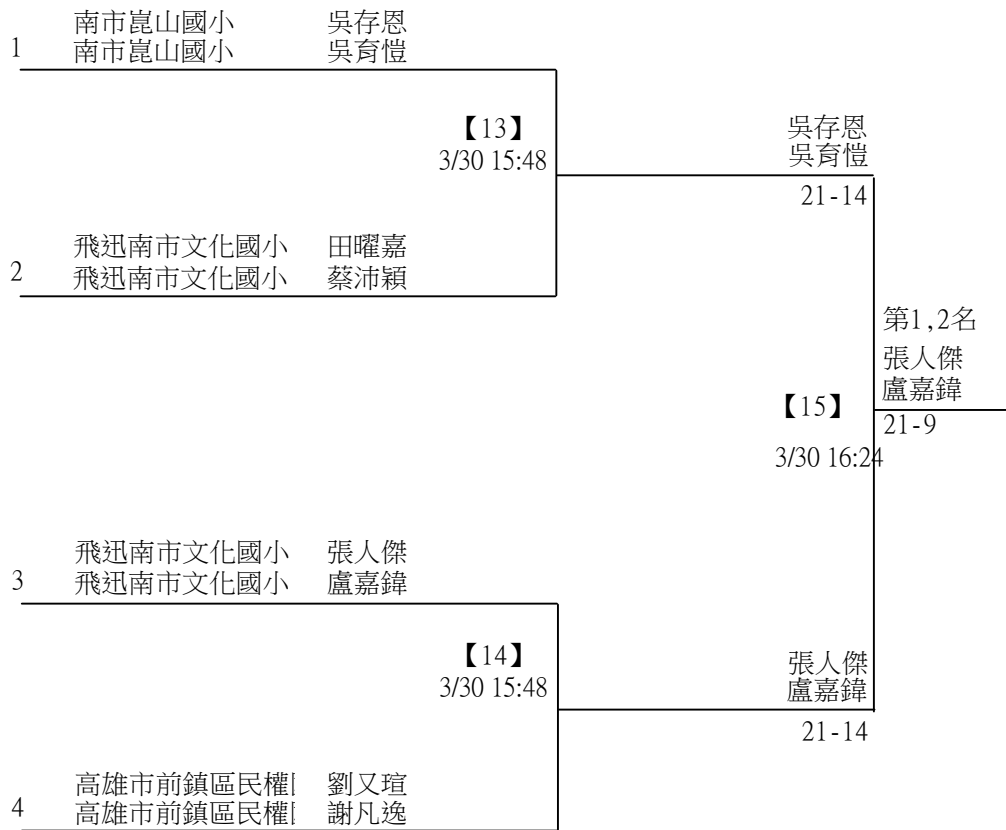 南市崑山國小 吳存恩
1 南市崑山國小 吳育愷
【13】
3/30 15:48
吳存恩
吳育愷
21-14
飛迅南市文化國小 田曜嘉
2 飛迅南市文化國小 蔡沛穎
第1,2名
張人傑
盧嘉鍏
【15】
21-9
3/30 16:24
飛迅南市文化國小 張人傑
3 飛迅南市文化國小 盧嘉鍏
【14】
3/30 15:48
張人傑
盧嘉鍏
21-14
高雄市前鎮區民權 劉又瑄
4 高雄市前鎮區民權 謝凡逸